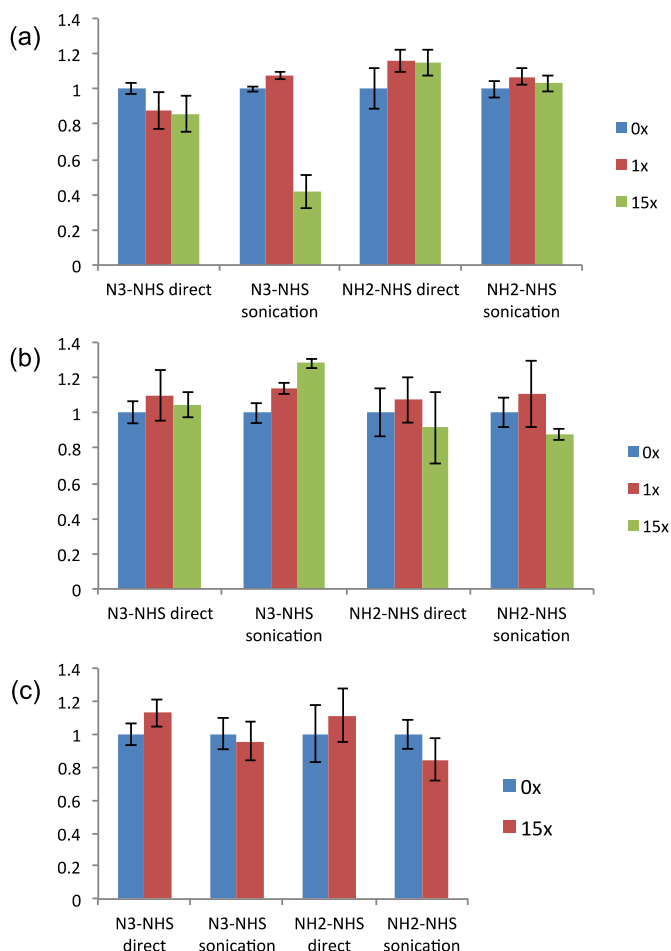 (a)
1.4
1.2
1
0.8
0.6
0.4
0.2
0
N3-NHS direct N3-NHS NH2-NHS direct NH2-NHS
sonication sonication
0x
1x
15x
(b)
1.4
1.2
1
0.8
0.6
0.4
0.2
0
N3-NHS direct N3-NHS NH2-NHS direct NH2-NHS
sonication sonication
0x
1x
15x
(c)
1.4
1.2
1
0.8
0.6
0.4
0.2
0
N3-NHS N3-NHS NH2-NHS NH2-NHS
direct sonication direct sonication
0x
15x